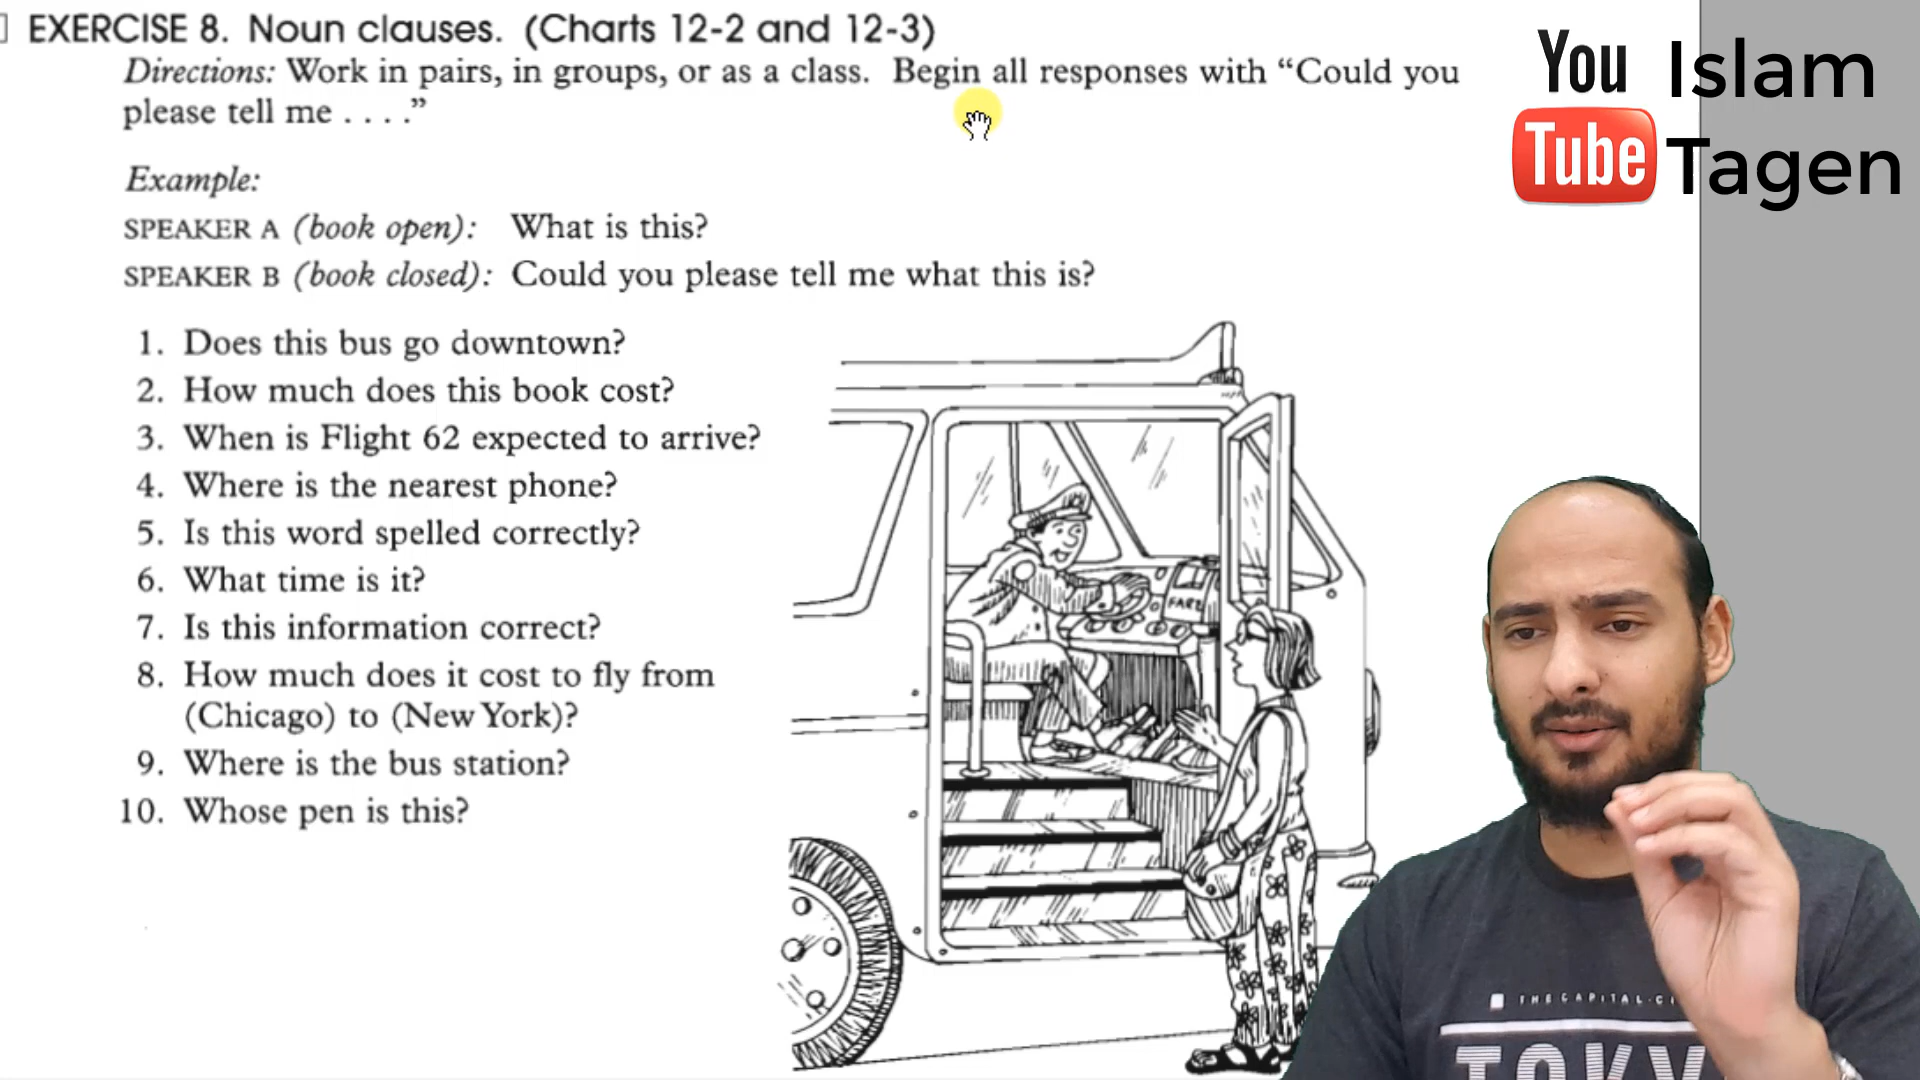 EXERCISE 8. Noun clauses. (Charts 12-2 and 12-3)
Directions: Work in pairs, in groups, or as a class. Begin all responses with “Could you
please tell me . . . .”
Example:
SPEAKER A (book open): What is this?
SPEAKER B (book closed): Could you please tell me what this is?
1. Does this bus go downtown?
2. How much does this book cost?
3. When is Flight 62 expected to arrive?
4. Where is the nearest phone?
5. Is this word spelled correctly?
6. What time is it?
7. Is this information correct?
8. How much does it cost to fly from
(Chicago) to (New York)?
9. Where is the bus station?
10. Whose pen is this?
FARE
You Islam
Tube Tagen